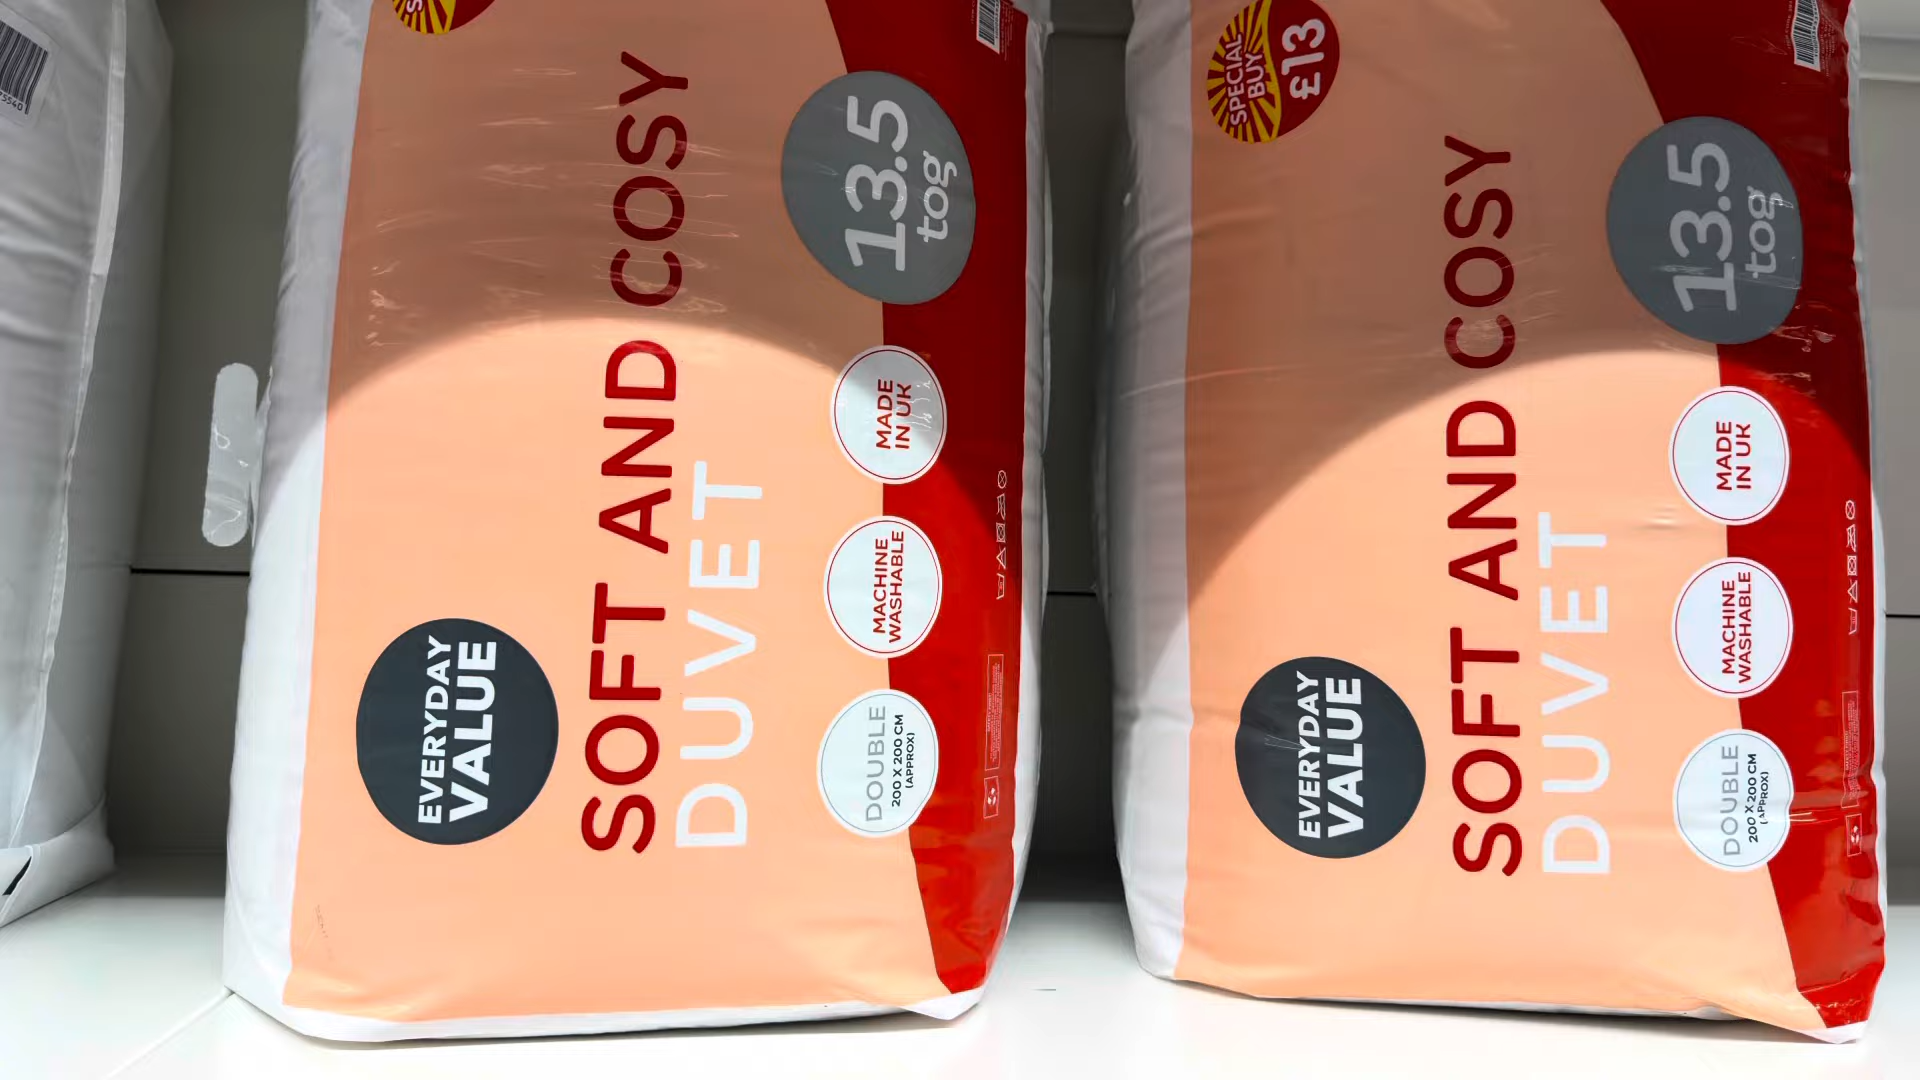 S
SOFT AND COSY
DUVET
13.5
tog
EVERYDAY
VALUE
MADE
IN UK
MACHINE
WASHABLE
DOUBLE
200 X 200 CM
(APPROX)
SPECIAL
BUY
£13
SOFT AND COSY
DUVET
13.5
tog
EVERYDAY
VALUE
MADE
IN UK
MACHINE
WASHABLE
DOUBLE
200 X 200 CM
(APPROX)